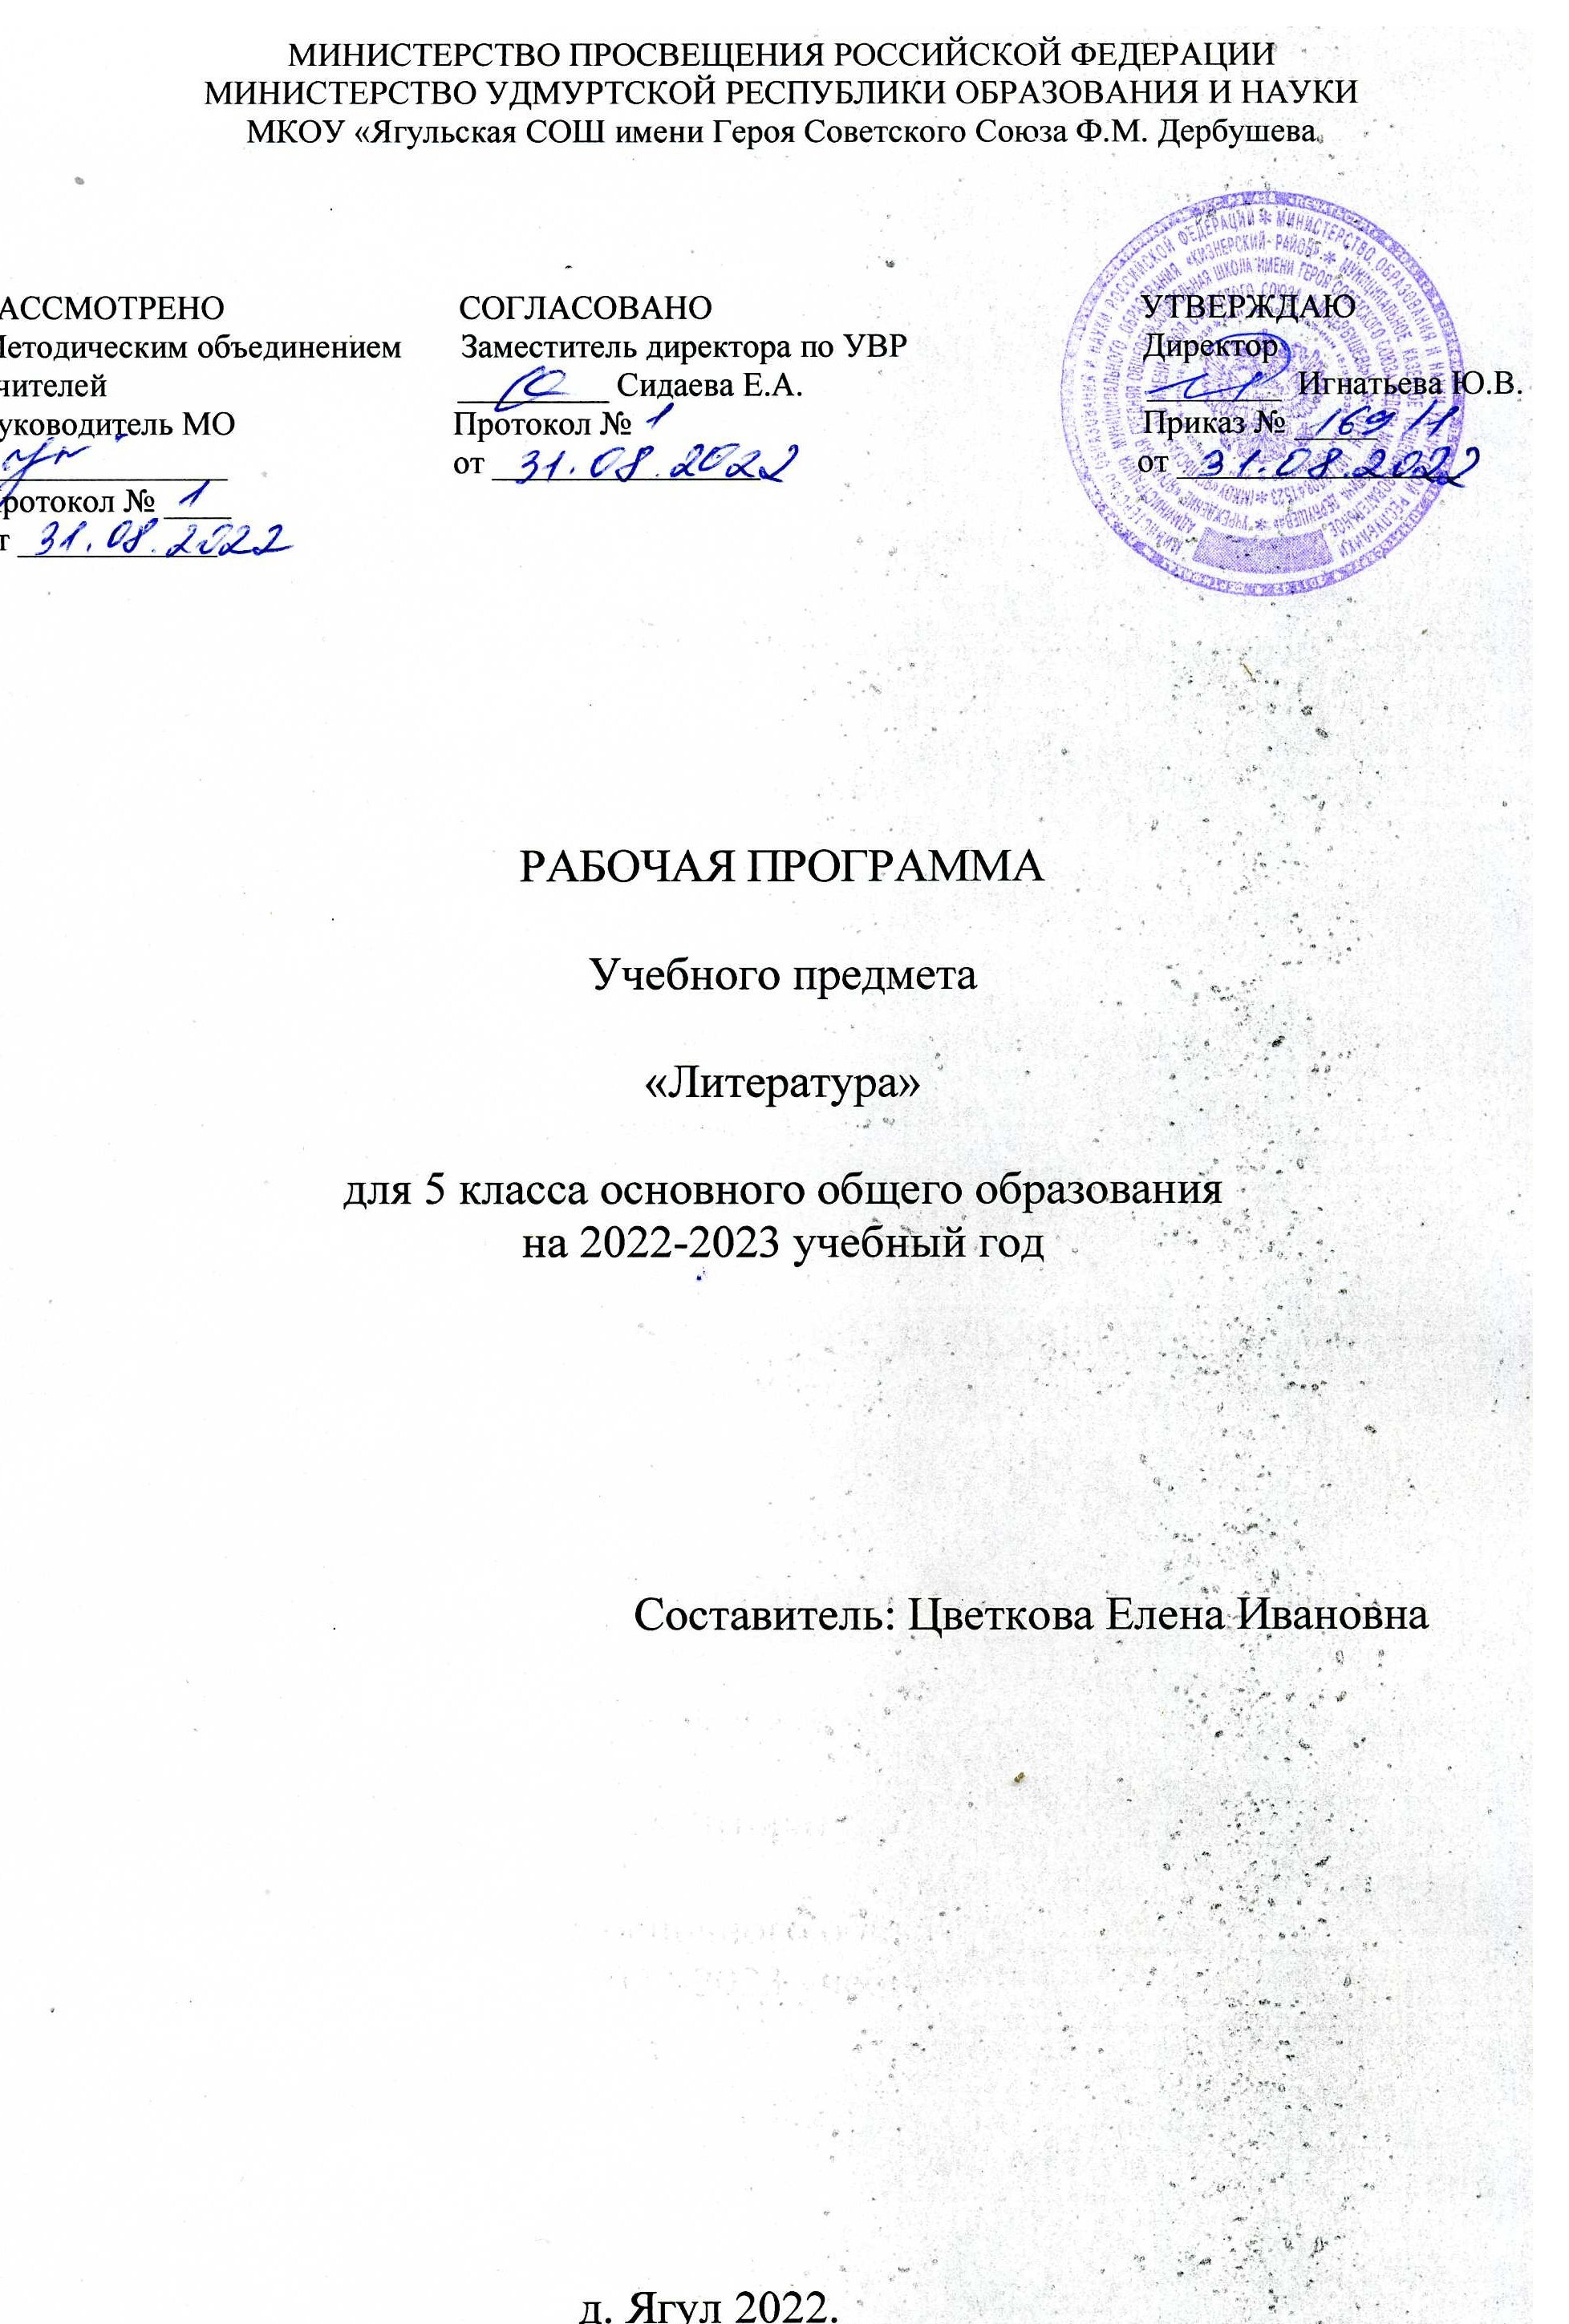 МИНИСТЕРСТВО ПРОСВЕЩЕНИЯ РОССИЙСКОЙ ФЕДЕРАЦИИ
МИНИСТЕРСТВО УДМУРТСКОЙ РЕСПУБЛИКИ ОБРАЗОВАНИЯ И НАУКИ
МКОУ «Ягульская СОШ имени Героя Советского Союза Ф.М. Дербушева
АССМОТРЕНО
етодическим объединением
чителей
уководитель МО
ротокол № 1
т 31.08.2022
СОГЛАСОВАНО
Заместитель директора по УВР
Сидаева Е.А.
Протокол № 1
от 31.08.2022
УТВЕРЖДАЮ
Директор
Игнатьева Ю.В.
Приказ № 169
от 31.08.2022
РАБОЧАЯ ПРОГРАММА
Учебного предмета
«Литература»
для 5 класса основного общего образования
на 2022-2023 учебный год
Составитель: Цветкова Елена Ивановна
д. Ягул 2022.